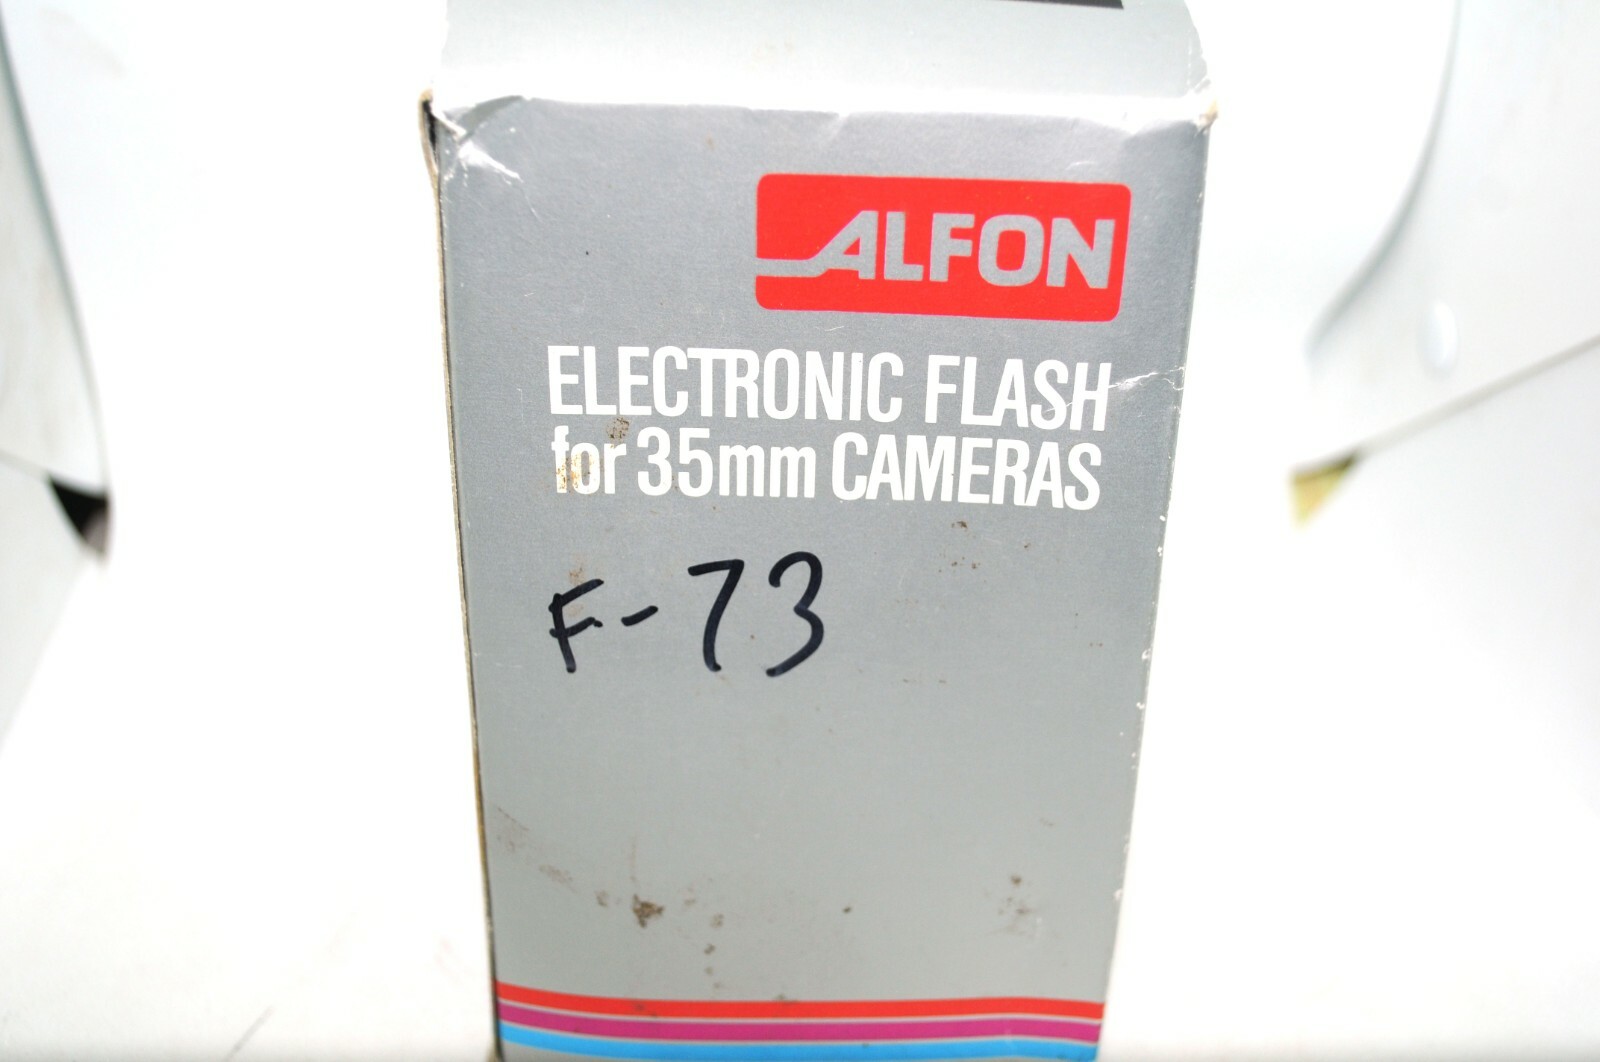 ALFON
ELECTRONIC FLASH
for 35mm CAMERAS
F-73